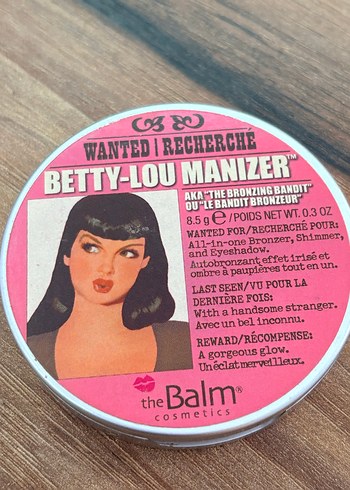 WANTED | RECHERCHÉ
BETTY-LOU MANIZER™
AKA "THE BRONZING BANDIT"
OU "LE BANDIT BRONZEUR"
8.5 g ℮ /POIDS NET WT. 0.3 OZ
WANTED FOR/RECHERCHÉ POUR:
All-in-one Bronzer, Shimmer,
and Eyeshadow.
Autobronzant, effet irisé et
ombre à paupières tout en un.
LAST SEEN/VU POUR LA
DERNIÈRE FOIS:
With a handsome stranger.
Avec un bel inconnu.
REWARD/RÉCOMPENSE:
A gorgeous glow.
Un éclat merveilleux.
theBalm®
cosmetics